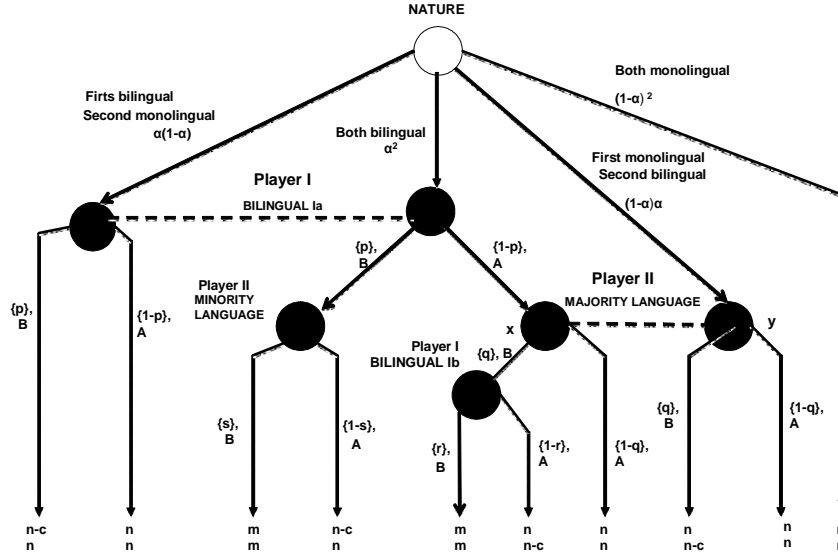 NATURE
Both monolingual
(1-α) ²
Firts bilingual
Second monolingual
α(1-α)
Both bilingual
α²
First monolingual
Second bilingual
(1-α)α
Player I
BILINGUAL Ia
{p},
B
{1-p},
A
Player II
MINORITY
LANGUAGE
Player II
MAJORITY LANGUAGE
{p},
B
{1-p},
A
x
y
Player I
BILINGUAL Ib
{q}, B
{s},
B
{1-s},
A
{r},
B
{1-r},
A
{1-q},
A
{q},
B
{1-q},
A
n-c n m n-c m n n n n
n n m n m n-c n n-c n